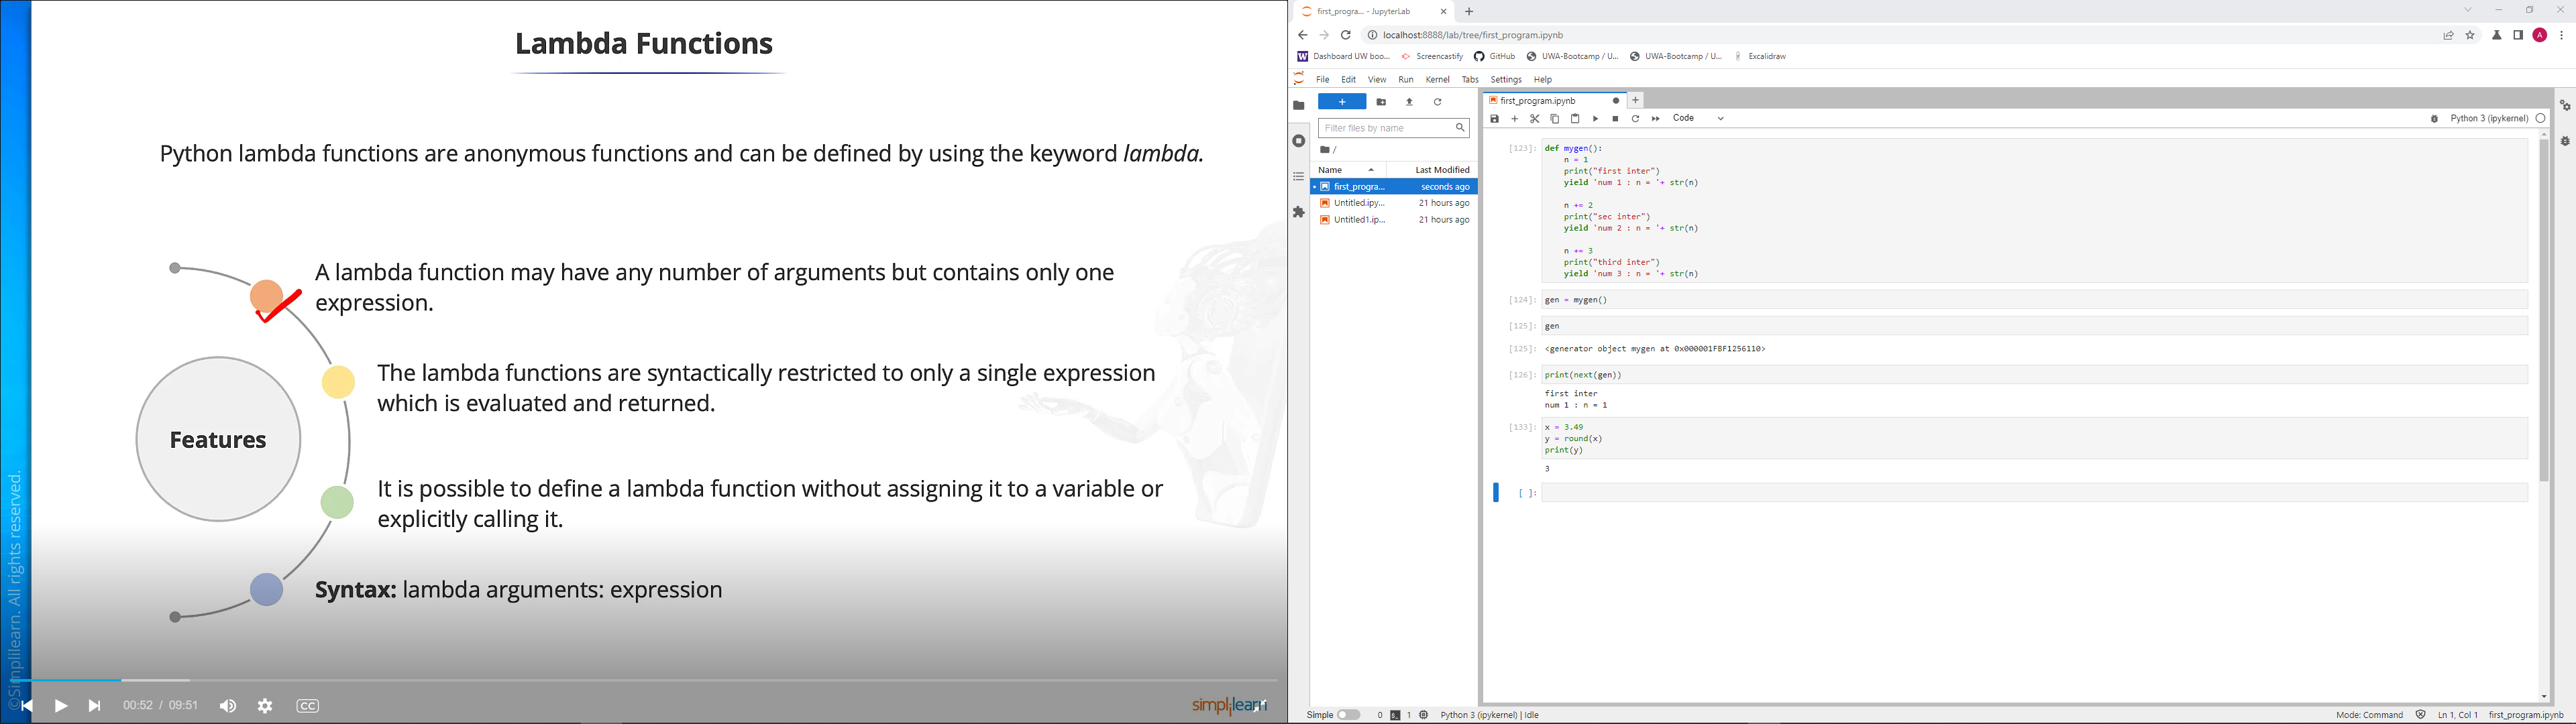 Lambda Functions
Python lambda functions are anonymous functions and can be defined by using the keyword lambda.
A lambda function may have any number of arguments but contains only one
expression.
The lambda functions are syntactically restricted to only a single expression
which is evaluated and returned.
Features
It is possible to define a lambda function without assigning it to a variable or
explicitly calling it.
Syntax: lambda arguments: expression
©Simplilearn. All rights reserved.
00:52 / 09:51
CC
simplilearn
first_progra... - JupyterLab
localhost:8888/lab/tree/first_program.ipynb
A
W Dashboard UW boo... Screencastify GitHub UWA-Bootcamp / U... UWA-Bootcamp / U... Excalidraw
File Edit View Run Kernel Tabs Settings Help
Filter files by name
/
Name Last Modified
first_progra... seconds ago
Untitled.ipy... 21 hours ago
Untitled1.ip... 21 hours ago
first_program.ipynb
Code
Python 3 (ipykernel)
[123]: def mygen():
n = 1
print("first inter")
yield 'num 1 : n = '+ str(n)
n += 2
print("sec inter")
yield 'num 2 : n = '+ str(n)
n += 3
print("third inter")
yield 'num 3 : n = '+ str(n)
[124]: gen = mygen()
[125]: gen
[125]: <generator object mygen at 0x000001FBF1256110>
[126]: print(next(gen))
first inter
num 1 : n = 1
[133]: x = 3.49
y = round(x)
print(y)
3
[ ]:
Simple 0 1 Python 3 (ipykernel) | Idle
Mode: Command Ln 1, Col 1 first_program.ipynb